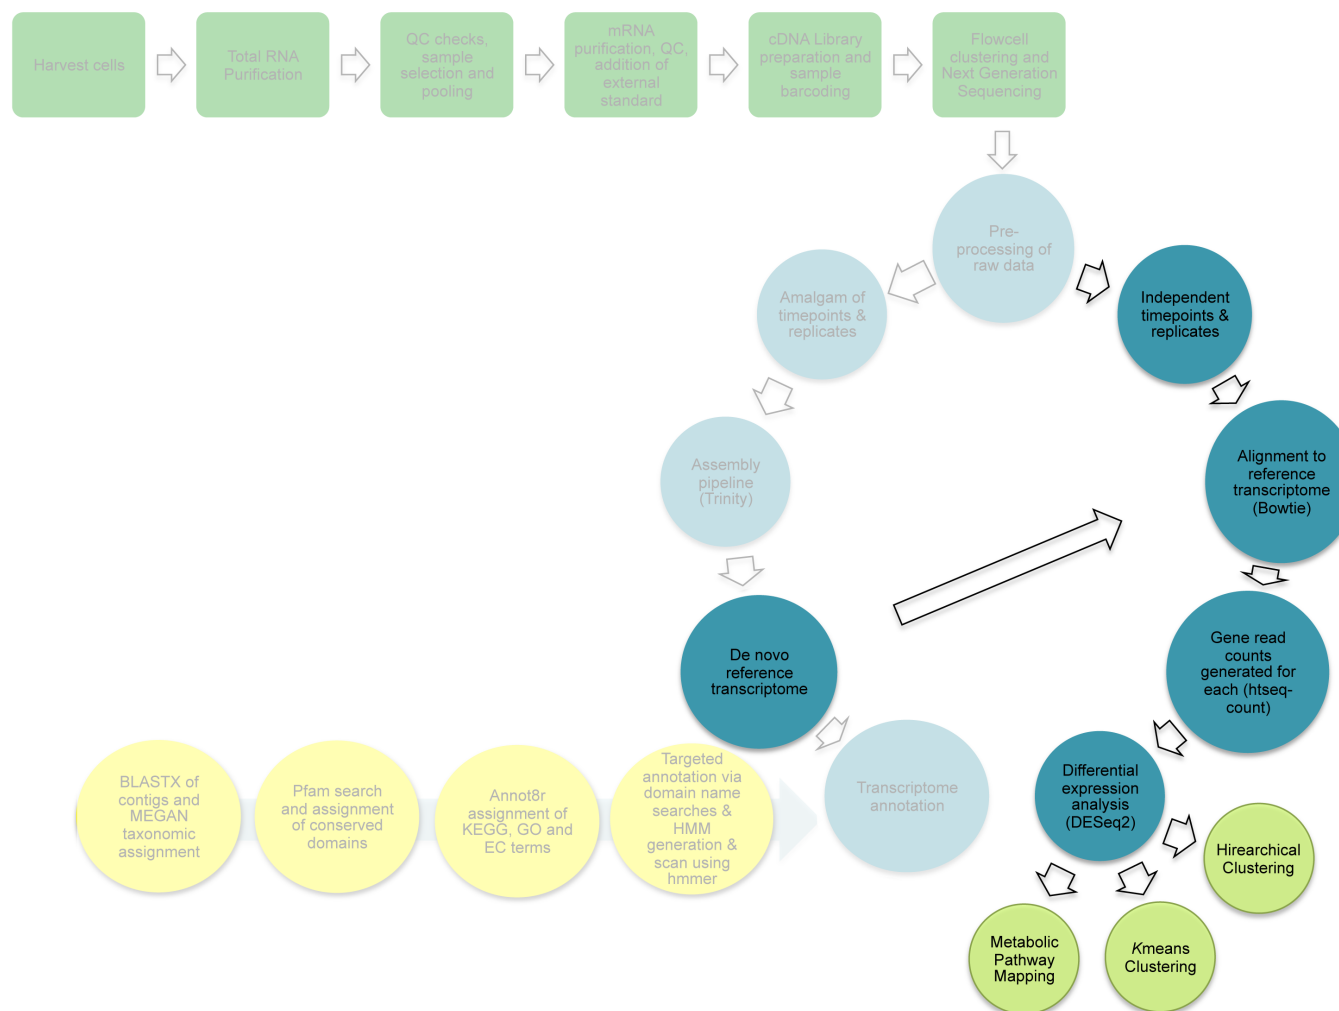 Harvest cells
Total RNA
Purification
QC checks,
sample
selection and
pooling
mRNA
purification, QC,
addition of
external
standard
cDNA Library
preparation and
sample
barcoding
Flowcell
clustering and
Next Generation
Sequencing
Pre-
processing of
raw data
Amalgam of
timepoints &
replicates
Independent
timepoints &
replicates
Assembly
pipeline
(Trinity)
Alignment to
reference
transcriptome
(Bowtie)
De novo
reference
transcriptome
Gene read
counts
generated for
each (htseq-
count)
BLASTX of
contigs and
MEGAN
taxonomic
assignment
Pfam search
and assignment
of conserved
domains
Annot8r
assignment of
KEGG, GO and
EC terms
Targeted
annotation via
domain name
searches &
HMM
generation &
scan using
hmmer
Transcriptome
annotation
Differential
expression
analysis
(DESeq2)
Hirearchical
Clustering
Metabolic
Pathway
Mapping
Kmeans
Clustering